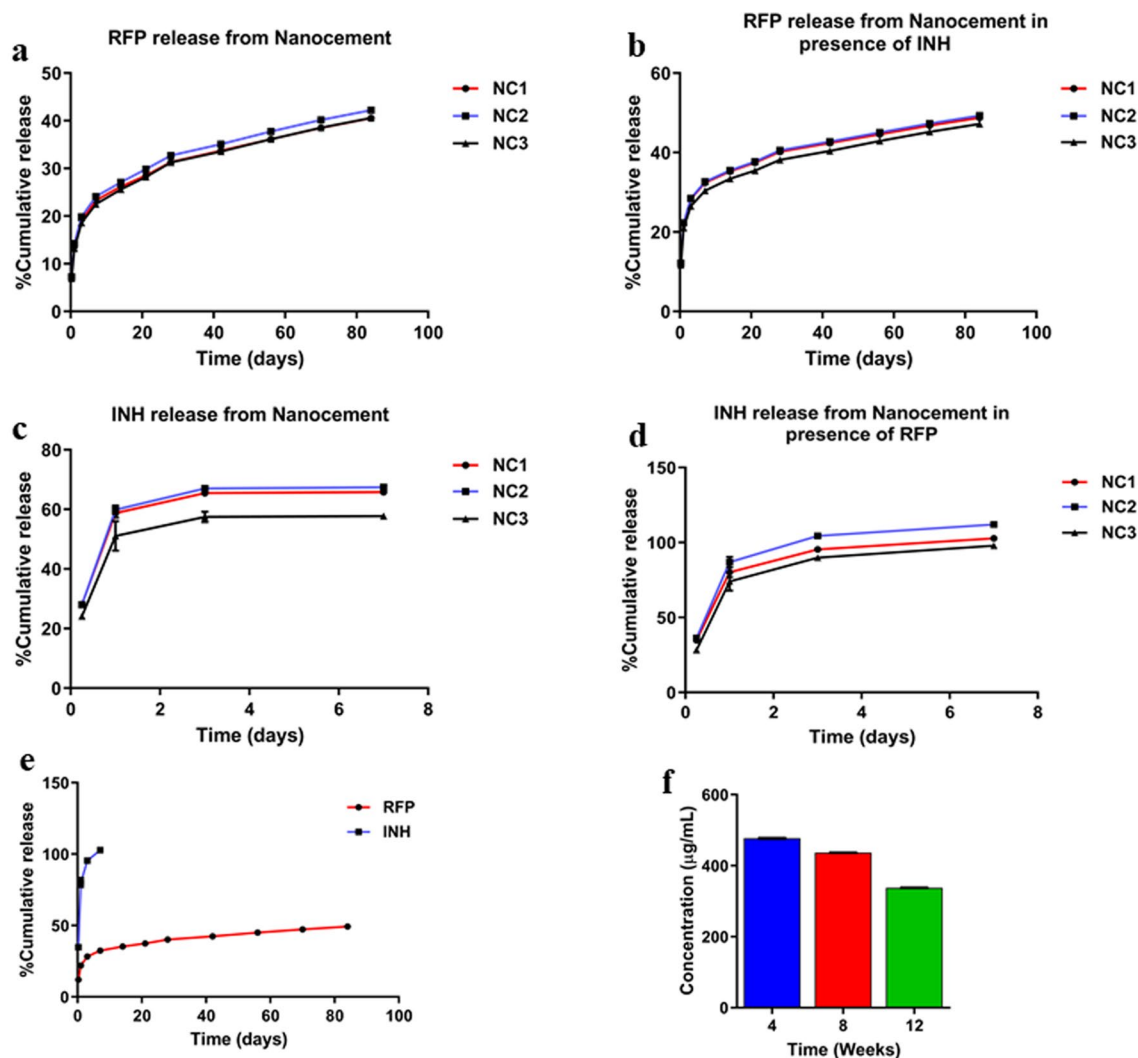 a
RFP release from Nanocement
%Cumulative release
50
40
30
20
10
0
0 20 40 60 80 100
Time (days)
NC1
NC2
NC3
b
RFP release from Nanocement in
presence of INH
%Cumulative release
60
40
20
0
0 20 40 60 80 100
Time (days)
NC1
NC2
NC3
c
INH release from Nanocement
%Cumulative release
80
60
40
20
0
0 2 4 6 8
Time (days)
NC1
NC2
NC3
d
INH release from Nanocement in
presence of RFP
%Cumulative release
150
100
50
0
0 2 4 6 8
Time (days)
NC1
NC2
NC3
e
%Cumulative release
150
100
50
0
0 20 40 60 80 100
Time (days)
RFP
INH
f
Concentration (µg/mL)
600
400
200
0
4 8 12
Time (Weeks)